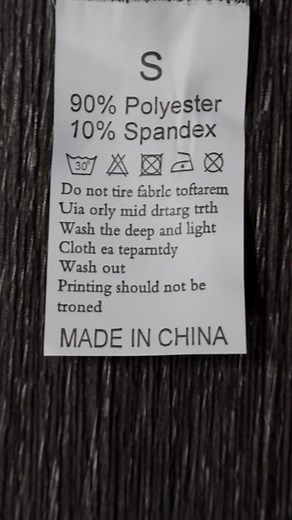 S
90% Polyester
10% Spandex
30°
Do not tire fabrlc toftarem
Uia orly mid drtarg trth
Wash the deep and light
Cloth ea teparntdy
Wash out
Printing should not be
troned
MADE IN CHINA